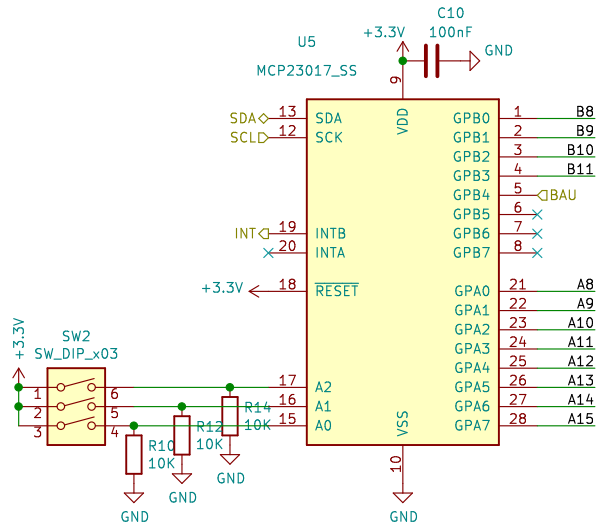 C10
100nF
+3.3V
GND
U5
MCP23017_SS
9
VDD
SDA 13 SDA
SCL 12 SCK
INT 19 INTB
20 INTA
+3.3V 18 RESET
17 A2
16 A1
15 A0
GPB0 1 B8
GPB1 2 B9
GPB2 3 B10
GPB3 4 B11
GPB4 5 BAU
GPB5 6
GPB6 7
GPB7 8
GPA0 21 A8
GPA1 22 A9
GPA2 23 A10
GPA3 24 A11
GPA4 25 A12
GPA5 26 A13
GPA6 27 A14
GPA7 28 A15
VSS
10
GND
+3.3V
SW2
SW_DIP_x03
1 6
2 5
3 4
R14
10K
GND
R12
10K
GND
R10
10K
GND